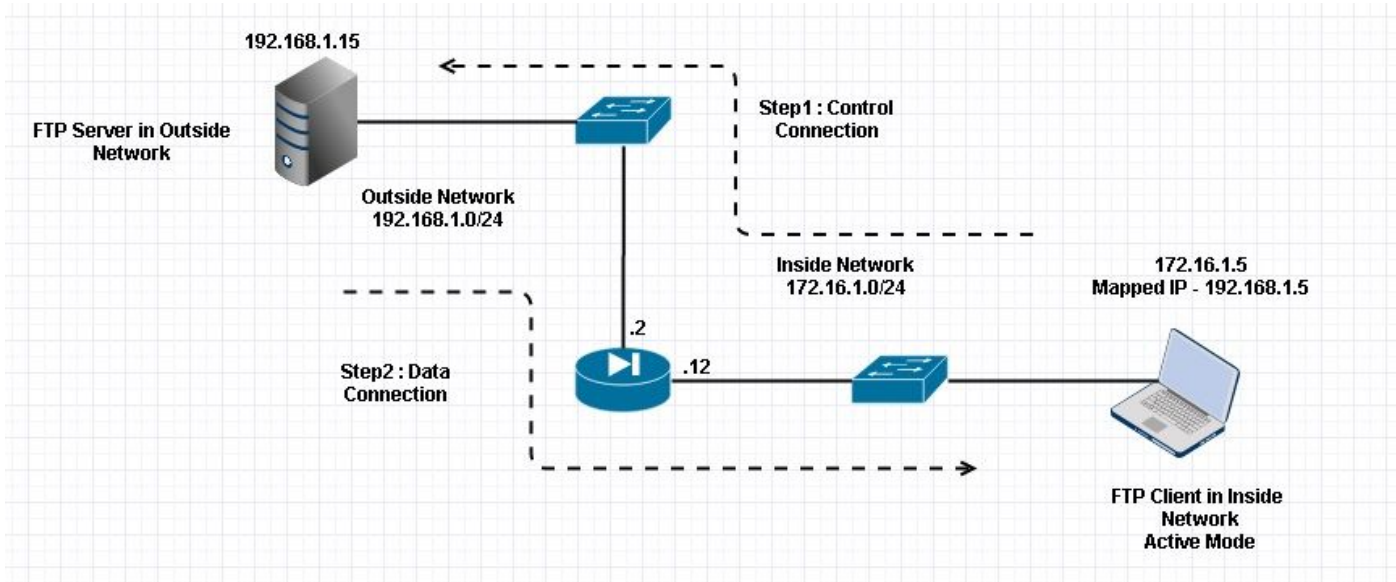 192.168.1.15
FTP Server in Outside
Network
Outside Network
192.168.1.0/24
Step1 : Control
Connection
Inside Network
172.16.1.0/24
172.16.1.5
Mapped IP - 192.168.1.5
.2
.12
Step2 : Data
Connection
FTP Client in Inside
Network
Active Mode